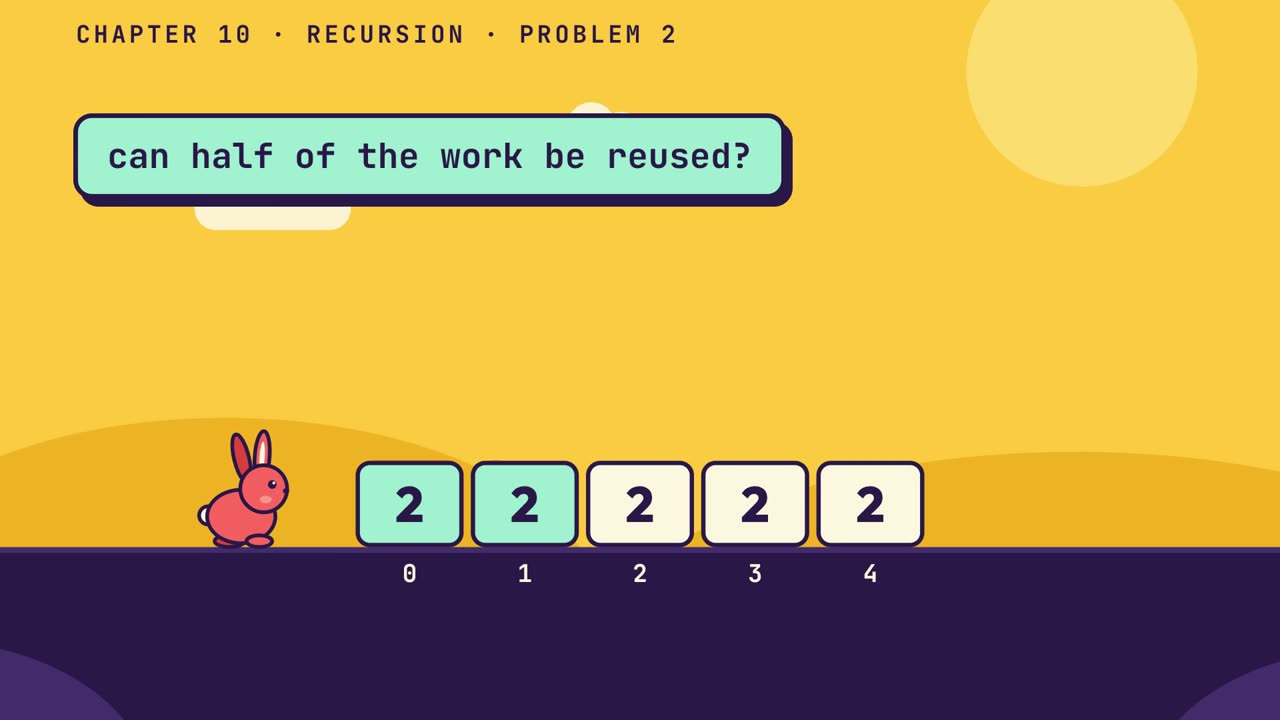 CHAPTER 10 · RECURSION · PROBLEM 2
can half of the work be reused?
2 2 2 2 2
0 1 2 3 4